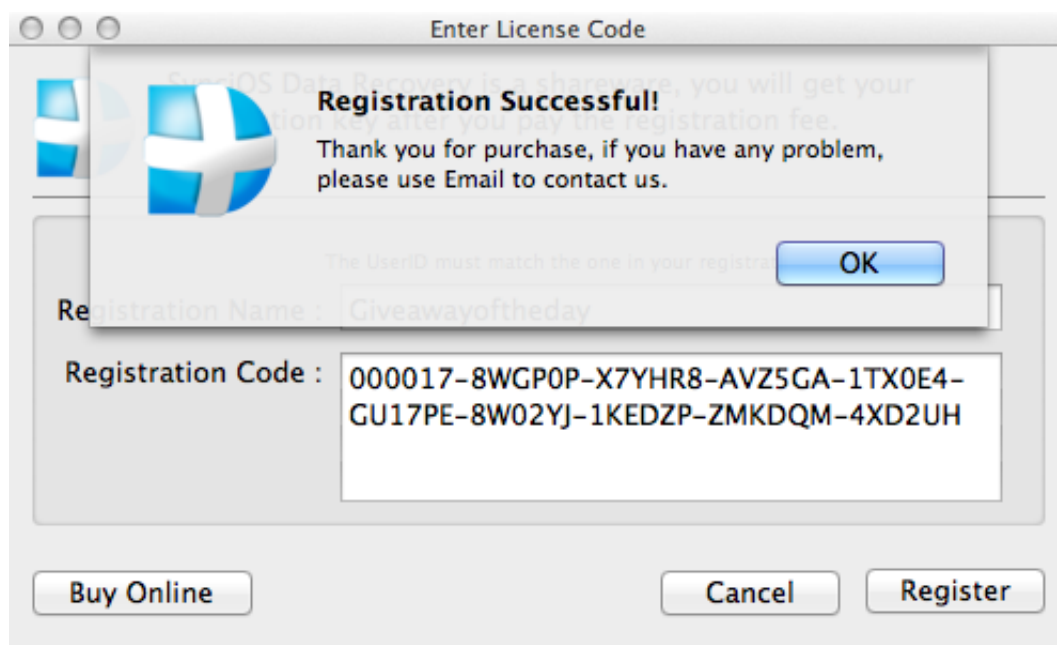 Enter License Code
SynciOS Data Recovery is a shareware, you will get your
key after you pay the registration fee.
Registration Successful!
Thank you for purchase, if you have any problem,
please use Email to contact us.
The UserID must match the one in your
OK
Registration Name :
Giveawayoftheday
Registration Code :
000017-8WGP0P-X7YHR8-AVZ5GA-1TX0E4-
GU17PE-8W02YJ-1KEDZP-ZMKDQM-4XD2UH
Buy Online
Cancel
Register